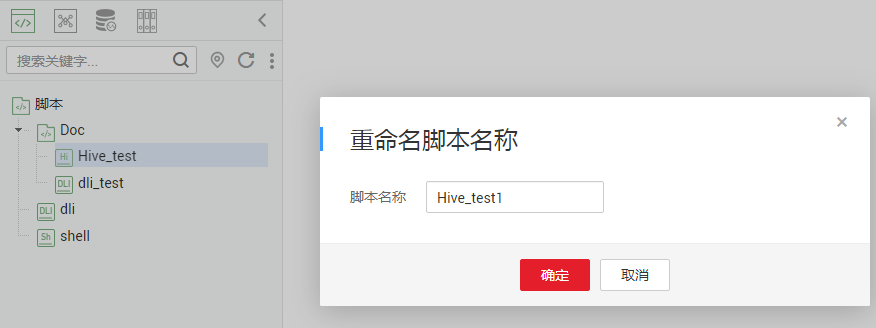 搜索关键字...
脚本
Doc
Hi Hive_test
DLI dli_test
DLI dli
Sh shell
重命名脚本名称
脚本名称 Hive_test1
确定 取消